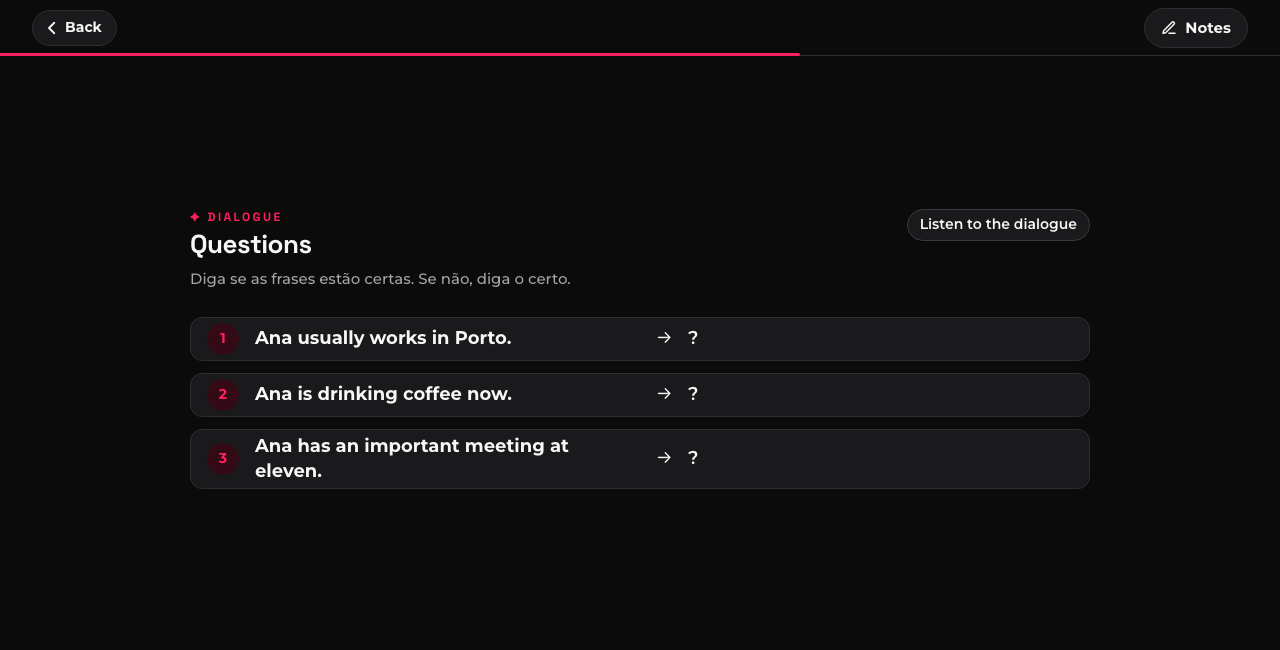 Back
Notes
DIALOGUE
Questions
Listen to the dialogue
Diga se as frases estão certas. Se não, diga o certo.
1 Ana usually works in Porto. → ?
2 Ana is drinking coffee now. → ?
3 Ana has an important meeting at
eleven. → ?